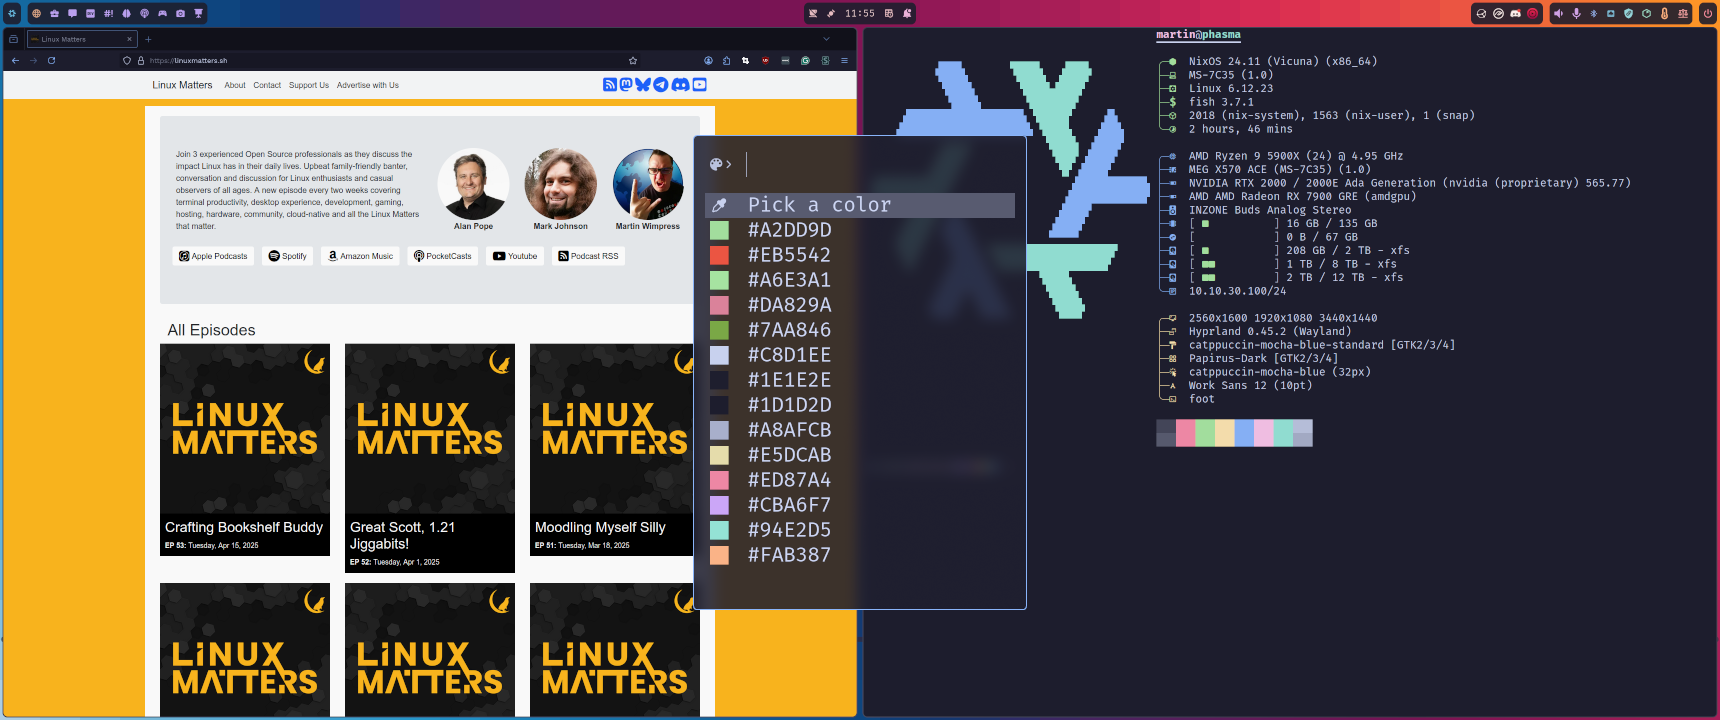 11:55
Linux Matters
https://linuxmatters.sh
Linux Matters About Contact Support Us Advertise with Us
Join 3 experienced Open Source professionals as they discuss the
impact Linux has in their daily lives. Upbeat family-friendly banter,
conversation and discussion for Linux enthusiasts and casual
observers of all ages. A new episode every two weeks covering
terminal productivity, desktop experience, development, gaming,
hosting, hardware, community, cloud-native and all the Linux Matters
that matter.
Alan Pope
Mark Johnson
Martin Wimpress
Apple Podcasts
Spotify
Amazon Music
PocketCasts
Youtube
Podcast RSS
All Episodes
LiNUX
MATTERS
Crafting Bookshelf Buddy
EP 53: Tuesday, Apr 15, 2025
LiNUX
MATTERS
Great Scott, 1.21
Jiggabits!
EP 52: Tuesday, Apr 1, 2025
LiNUX
MATTERS
Moodling Myself Silly
EP 51: Tuesday, Mar 18, 2025
LiNUX
MATTERS
LiNUX
MATTERS
LiNUX
MATTERS
Pick a color
#A2DD9D
#EB5542
#A6E3A1
#DA829A
#7AA846
#C8D1EE
#1E1E2E
#1D1D2D
#A8AFCB
#E5DCAB
#ED87A4
#CBA6F7
#94E2D5
#FAB387
martin@phasma
NixOS 24.11 (Vicuna) (x86_64)
MS-7C35 (1.0)
Linux 6.12.23
fish 3.7.1
2018 (nix-system), 1563 (nix-user), 1 (snap)
2 hours, 46 mins
AMD Ryzen 9 5900X (24) @ 4.95 GHz
MEG X570 ACE (MS-7C35) (1.0)
NVIDIA RTX 2000 / 2000E Ada Generation (nvidia (proprietary) 565.77)
AMD AMD Radeon RX 7900 GRE (amdgpu)
INZONE Buds Analog Stereo
[ ] 16 GB / 135 GB
[ ] 0 B / 67 GB
[ ] 208 GB / 2 TB - xfs
[ ] 1 TB / 8 TB - xfs
[ ] 2 TB / 12 TB - xfs
10.10.30.100/24
2560x1600 1920x1080 3440x1440
Hyprland 0.45.2 (Wayland)
catppuccin-mocha-blue-standard [GTK2/3/4]
Papirus-Dark [GTK2/3/4]
catppuccin-mocha-blue (32px)
Work Sans 12 (10pt)
foot